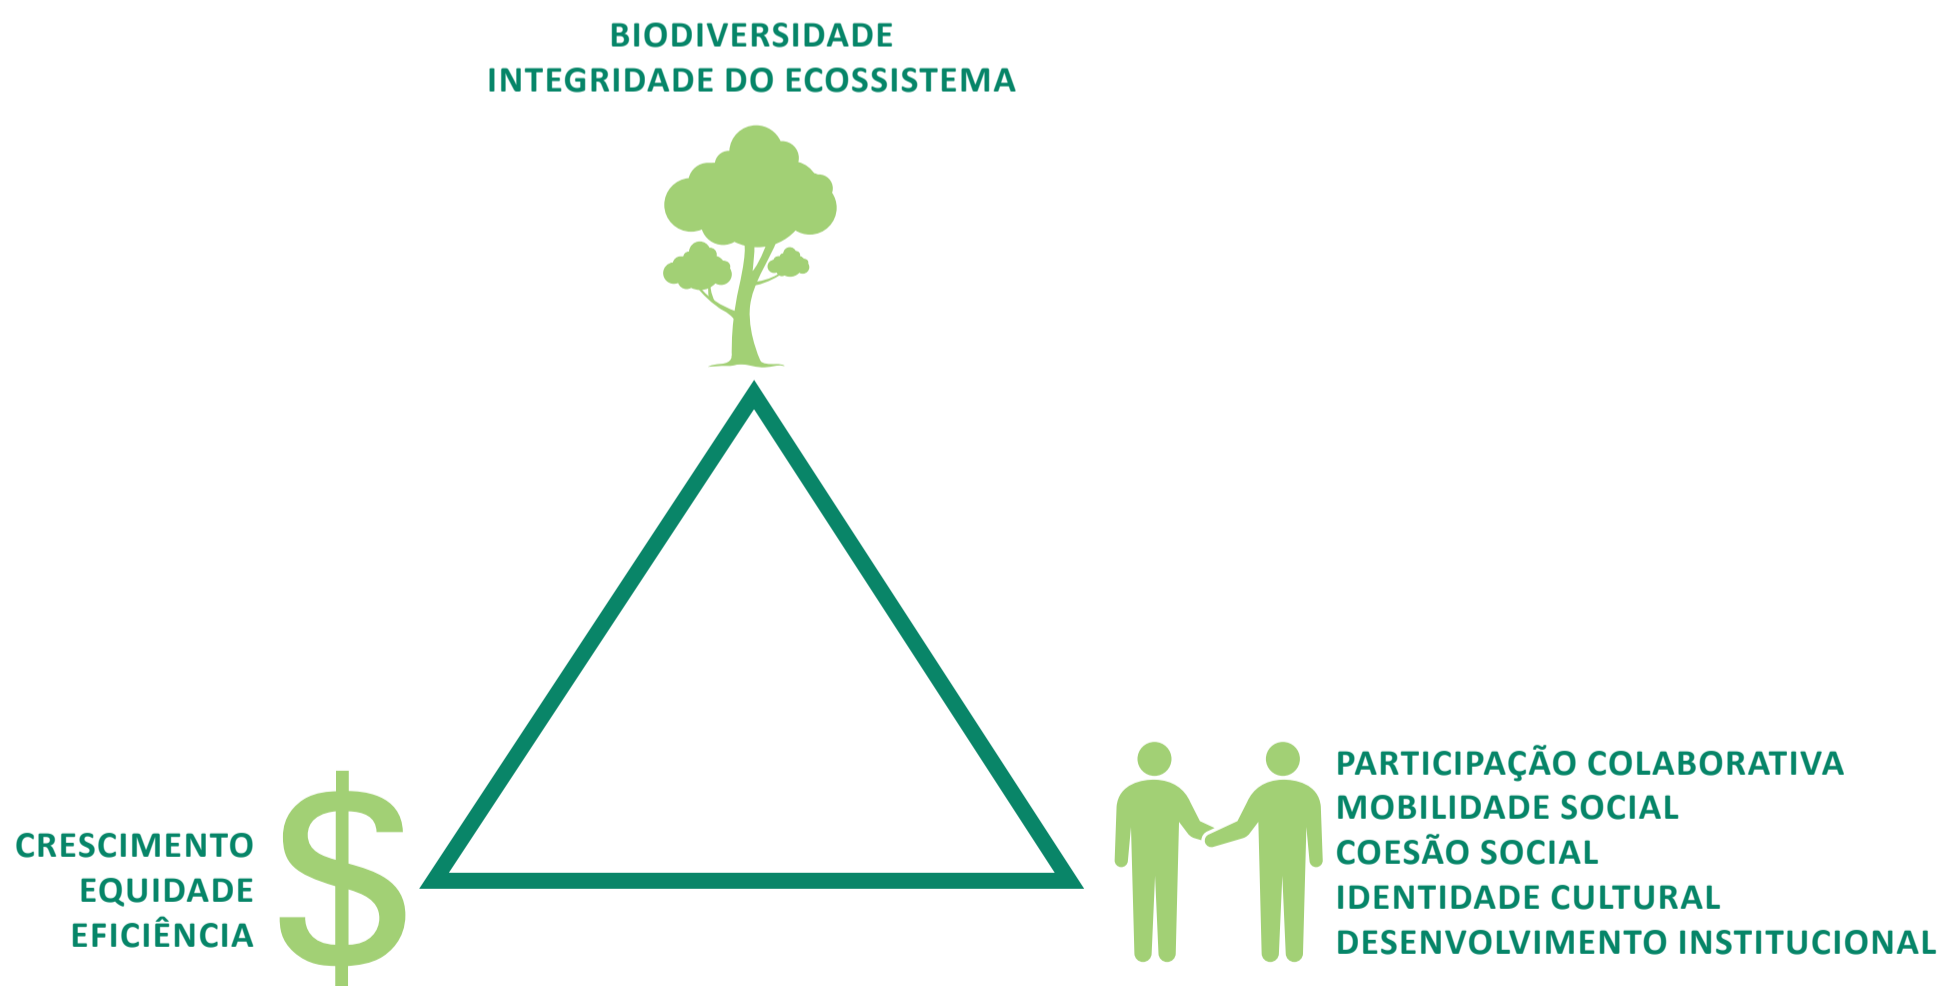 BIODIVERSIDADE
INTEGRIDADE DO ECOSSISTEMA
CRESCIMENTO
EQUIDADE
EFICIÊNCIA
$
PARTICIPAÇÃO COLABORATIVA
MOBILIDADE SOCIAL
COESÃO SOCIAL
IDENTIDADE CULTURAL
DESENVOLVIMENTO INSTITUCIONAL